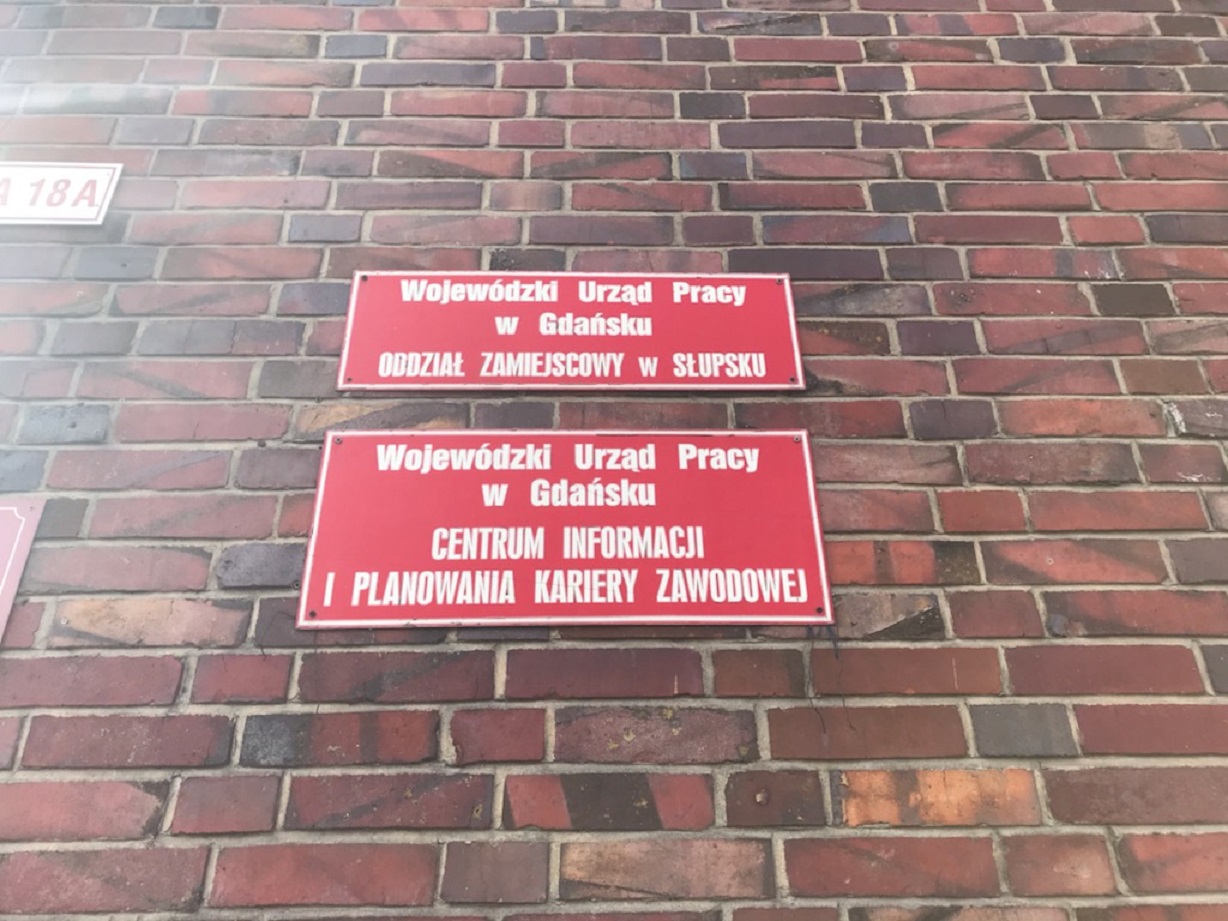 A 18A
Wojewódzki Urząd Pracy
w Gdańsku
ODDZIAŁ ZAMIEJSCOWY w SŁUPSKU
Wojewódzki Urząd Pracy
w Gdańsku
CENTRUM INFORMACJI
I PLANOWANIA KARIERY ZAWODOWEJ